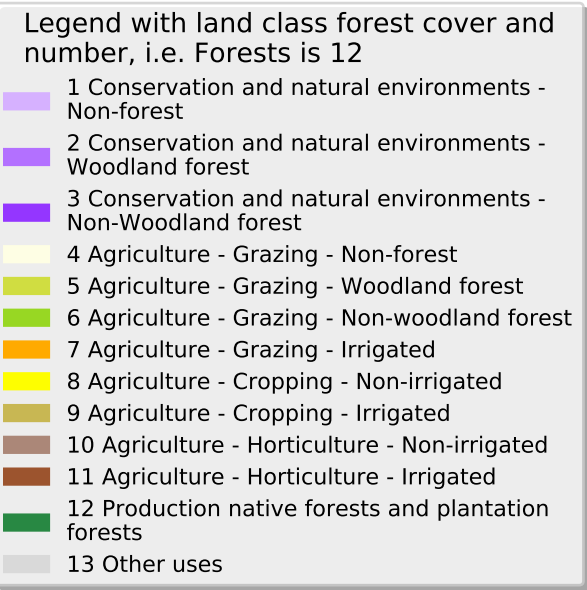 Legend with land class forest cover and
number, i.e. Forests is 12
1 Conservation and natural environments -
Non-forest
2 Conservation and natural environments -
Woodland forest
3 Conservation and natural environments -
Non-Woodland forest
4 Agriculture - Grazing - Non-forest
5 Agriculture - Grazing - Woodland forest
6 Agriculture - Grazing - Non-woodland forest
7 Agriculture - Grazing - Irrigated
8 Agriculture - Cropping - Non-irrigated
9 Agriculture - Cropping - Irrigated
10 Agriculture - Horticulture - Non-irrigated
11 Agriculture - Horticulture - Irrigated
12 Production native forests and plantation
forests
13 Other uses